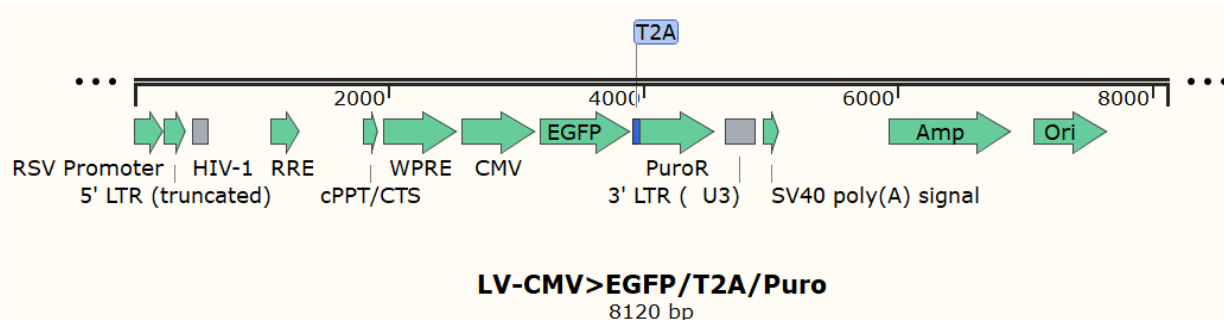 T2A
2000 4000 6000 8000
EGFP Amp Ori
RSV Promoter HIV-1 RRE WPRE CMV PuroR
5' LTR (truncated) cPPT/CTS 3' LTR ( U3) SV40 poly(A) signal
LV-CMV>EGFP/T2A/Puro
8120 bp